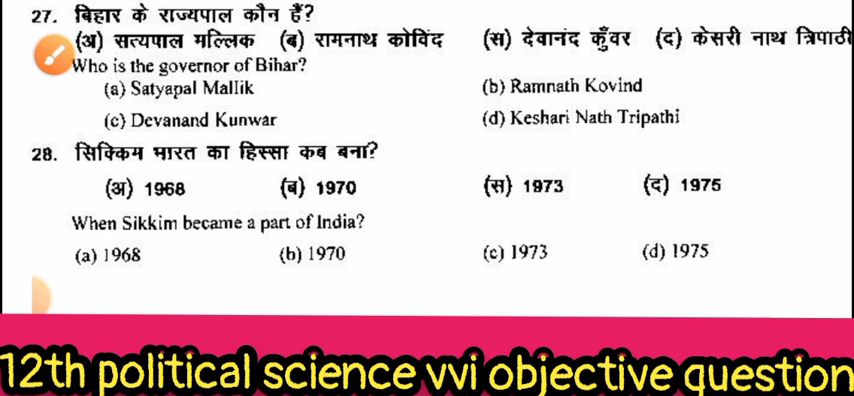 27. बिहार के राज्यपाल कौन हैं?
(अ) सत्यपाल मल्लिक (ब) रामनाथ कोविंद (स) देवानंद कुँवर (द) केसरी नाथ त्रिपाठी
Who is the governor of Bihar?
(a) Satyapal Mallik (b) Ramnath Kovind
(c) Devanand Kunwar (d) Keshari Nath Tripathi
28. सिक्किम भारत का हिस्सा कब बना?
(अ) 1968 (ब) 1970 (स) 1973 (द) 1975
When Sikkim became a part of India?
(a) 1968 (b) 1970 (c) 1973 (d) 1975
12th political science vvi objective question